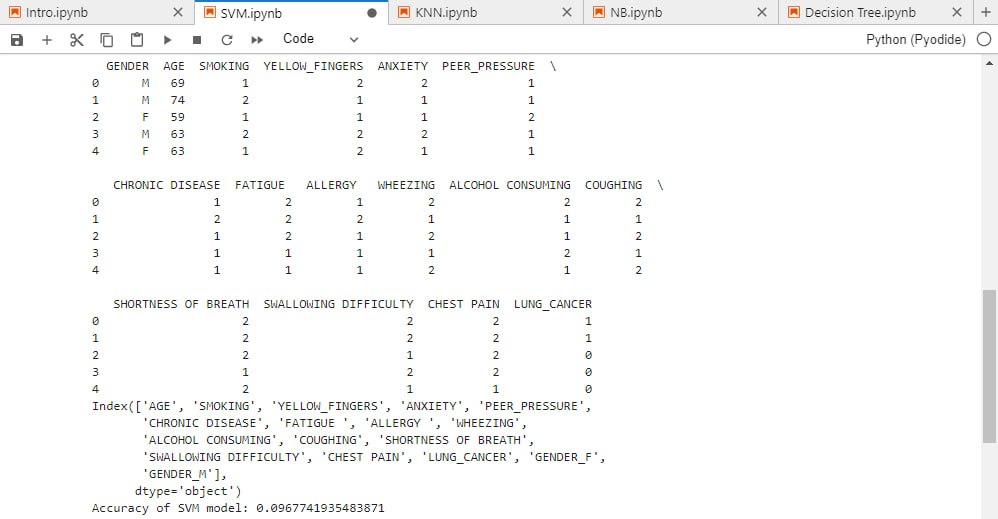 Intro.ipynb SVM.ipynb KNN.ipynb NB.ipynb Decision Tree.ipynb
Code Python (Pyodide)
GENDER AGE SMOKING YELLOW_FINGERS ANXIETY PEER_PRESSURE \
0 M 69 1 2 2 1
1 M 74 2 1 1 1
2 F 59 1 1 1 2
3 M 63 2 2 2 1
4 F 63 1 2 1 1
CHRONIC DISEASE FATIGUE ALLERGY WHEEZING ALCOHOL CONSUMING COUGHING \
0 1 2 1 2 2 2
1 2 2 2 1 1 1
2 1 2 1 2 1 2
3 1 1 1 1 2 1
4 1 1 1 2 1 2
SHORTNESS OF BREATH SWALLOWING DIFFICULTY CHEST PAIN LUNG_CANCER
0 2 2 2 1
1 2 2 2 1
2 2 1 2 0
3 1 2 2 0
4 2 1 1 0
Index(['AGE', 'SMOKING', 'YELLOW_FINGERS', 'ANXIETY', 'PEER_PRESSURE',
'CHRONIC DISEASE', 'FATIGUE ', 'ALLERGY ', 'WHEEZING',
'ALCOHOL CONSUMING', 'COUGHING', 'SHORTNESS OF BREATH',
'SWALLOWING DIFFICULTY', 'CHEST PAIN', 'LUNG_CANCER', 'GENDER_F',
'GENDER_M'],
dtype='object')
Accuracy of SVM model: 0.0967741935483871